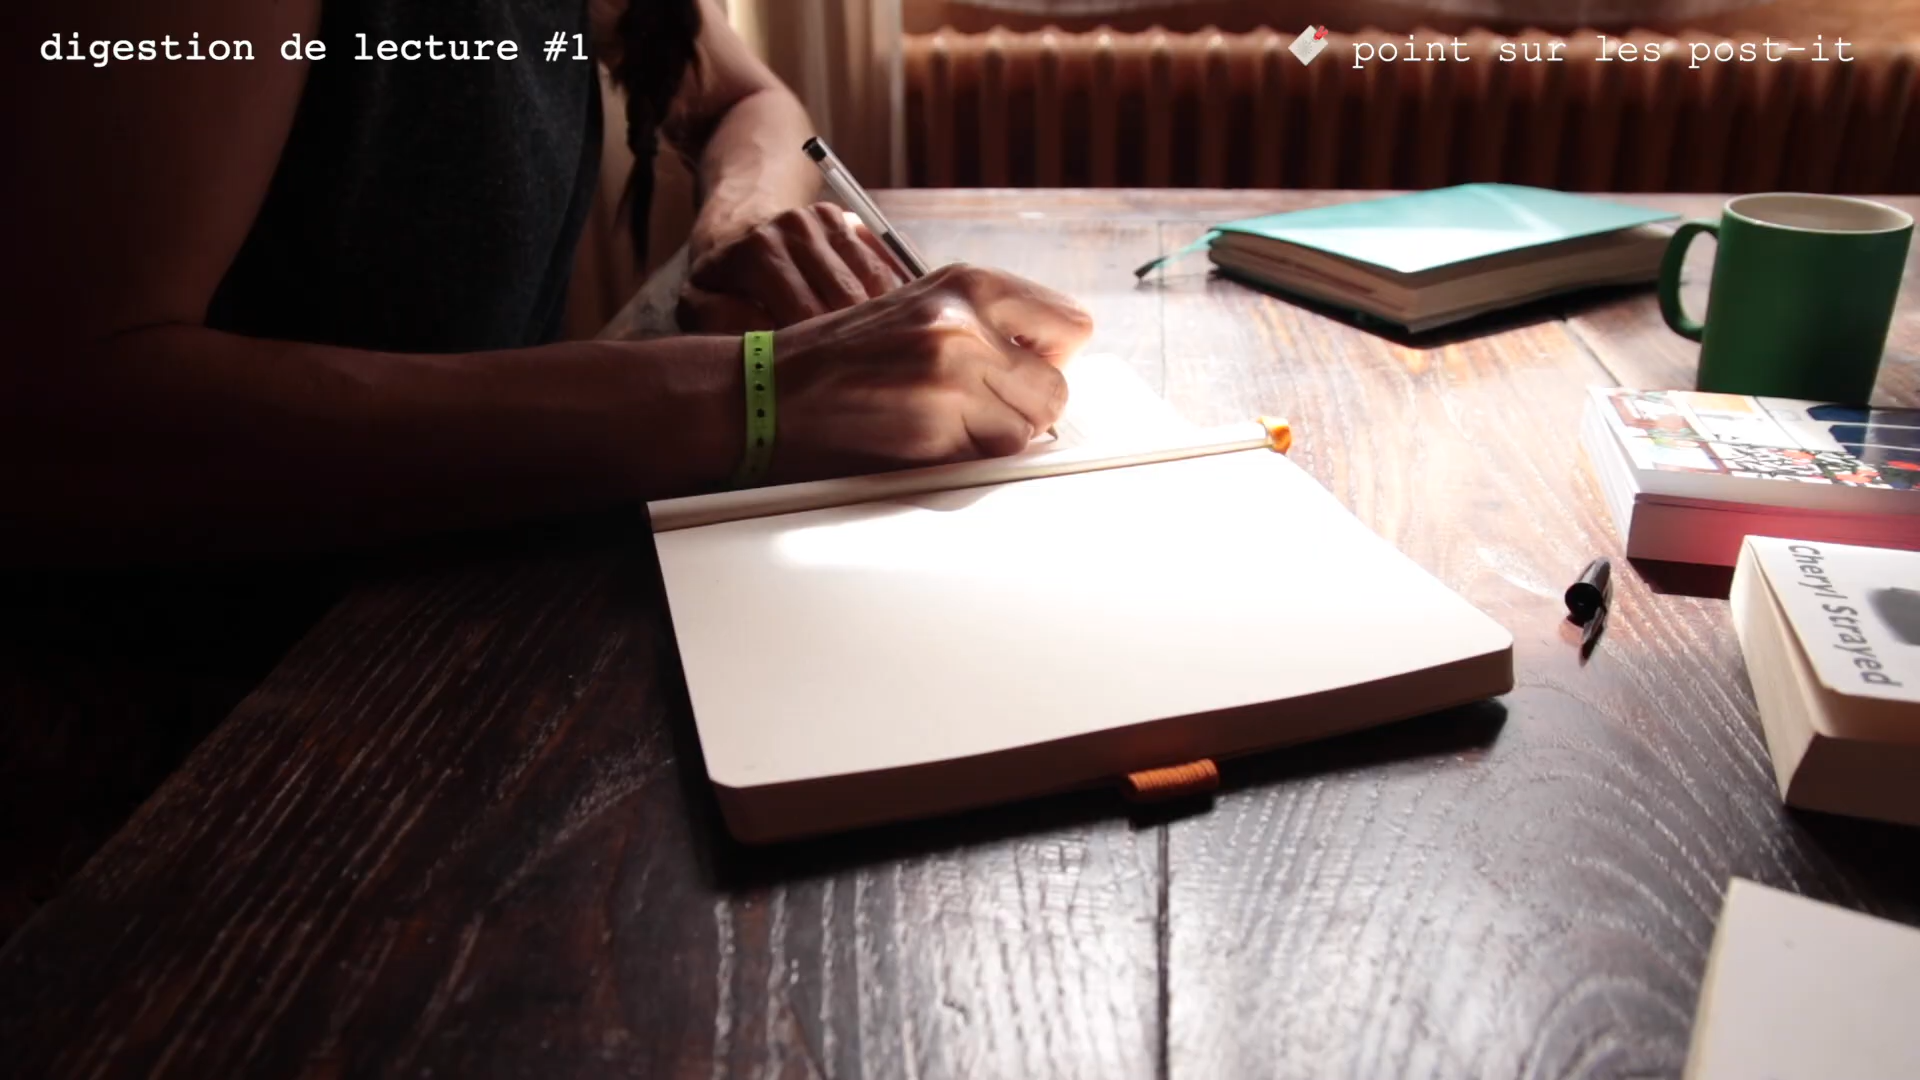 digestion de lecture #1
point sur les post-it
Cheryl Strayed